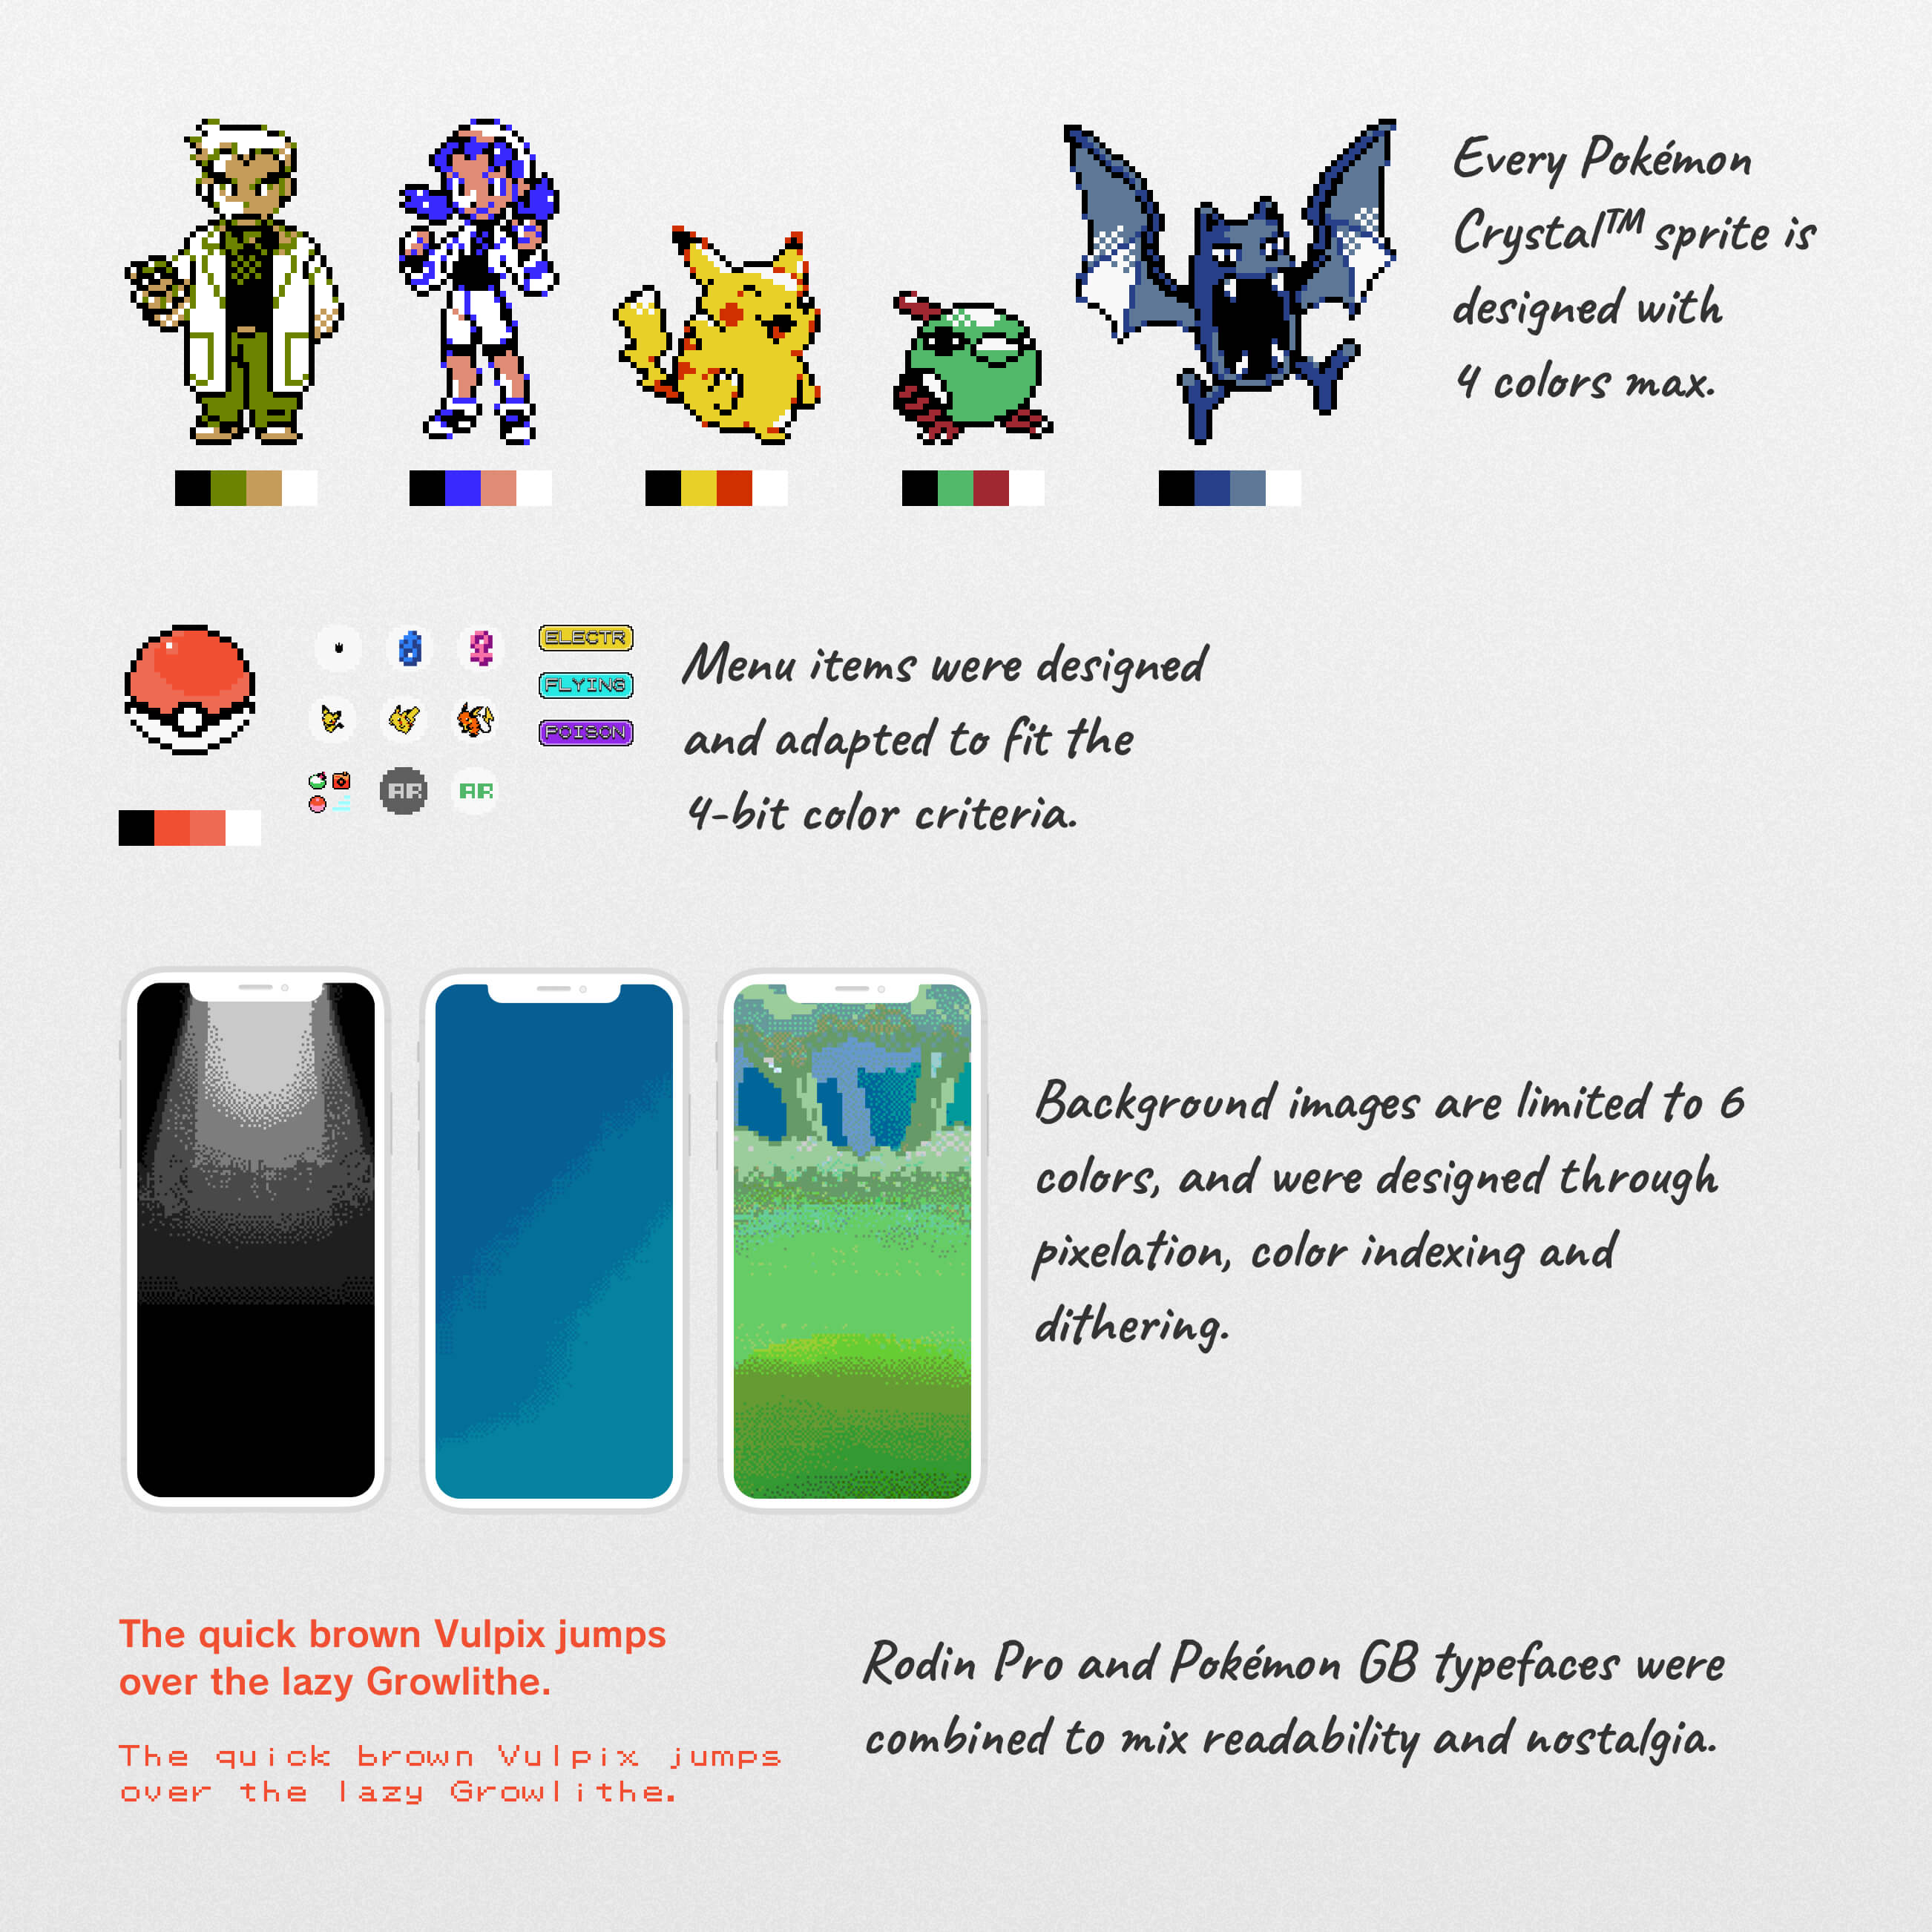 Every Pokémon
Crystal™ sprite is
designed with
4 colors max.
ELECTR
FLYING
POISON
AR
AR
Menu items were designed
and adapted to fit the
4-bit color criteria.
Background images are limited to 6
colors, and were designed through
pixelation, color indexing and
dithering.
The quick brown Vulpix jumps
over the lazy Growlithe.
The quick brown Vulpix jumps
over the lazy Growlithe.
Rodin Pro and Pokémon GB typefaces were
combined to mix readability and nostalgia.